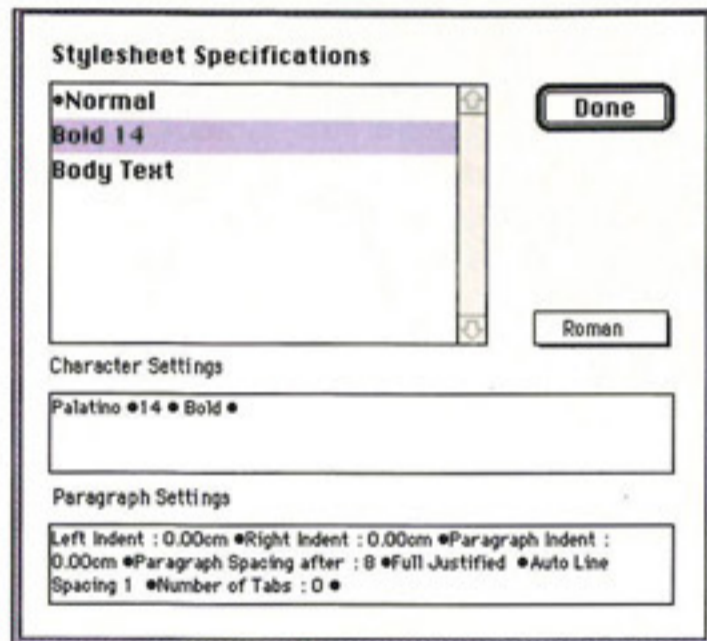 Stylesheet Specifications
•Normal
Done
Bold 14
Body Text
Roman
Character Settings
Palatino •14 • Bold •
Paragraph Settings
Left Indent : 0.00cm •Right Indent : 0.00cm •Paragraph Indent :
0.00cm •Paragraph Spacing after : 8 •Full Justified •Auto Line
Spacing 1 •Number of Tabs : 0 •